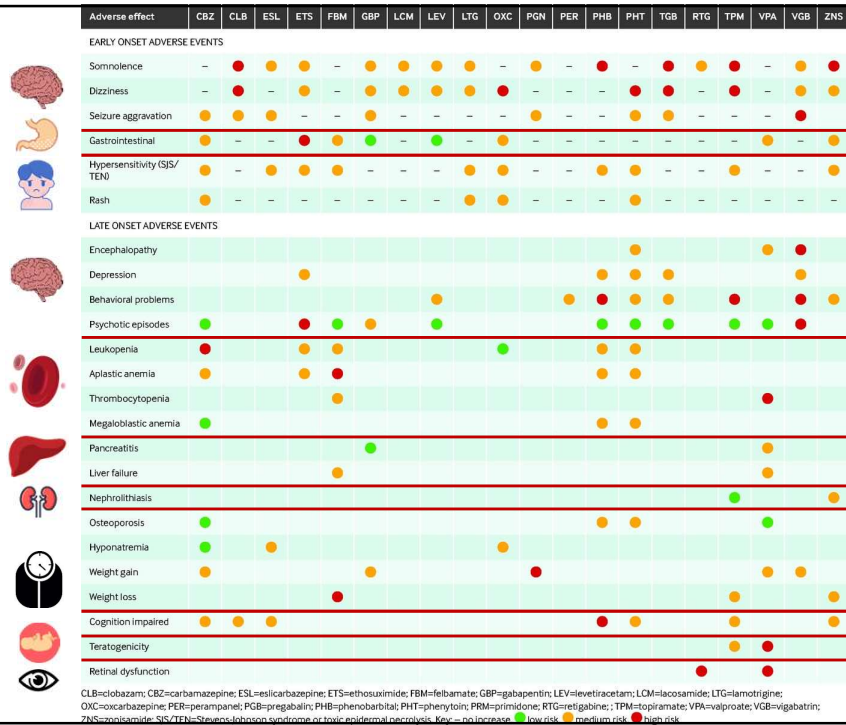 Adverse effect CBZ CLB ESL ETS FBM GBP LCM LEV LTG OXC PGN PER PHB PHT TGB RTG TPM VPA VGB ZNS
EARLY ONSET ADVERSE EVENTS
Somnolence – – – – – –
Dizziness – – – – – – –
Seizure aggravation – – – – – – – – – – – –
Gastrointestinal – – – – – – – – – – – –
Hypersensitivity (SJS/
TEN) – – – – – – – – – –
Rash – – – – – – – – – – – – – – – –
LATE ONSET ADVERSE EVENTS
Encephalopathy
Depression
Behavioral problems
Psychotic episodes
Leukopenia
Aplastic anemia
Thrombocytopenia
Megaloblastic anemia
Pancreatitis
Liver failure
Nephrolithiasis
Osteoporosis
Hyponatremia
Weight gain
Weight loss
Cognition impaired
Teratogenicity
Retinal dysfunction
CLB=clobazam; CBZ=carbamazepine; ESL=eslicarbazepine; ETS=ethosuximide; FBM=felbamate; GBP=gabapentin; LEV=levetiracetam; LCM=lacosamide; LTG=lamotrigine;
OXC=oxcarbazepine; PER=perampanel; PGB=pregabalin; PHB=phenobarbital; PHT=phenytoin; PRM=primidone; RTG=retigabine; ; TPM=topiramate; VPA=valproate; VGB=vigabatrin;
ZNS=zonisamide; SJS/TEN=Stevens-Johnson syndrome or toxic epidermal necrolysis. Key: – no increase low risk medium risk high risk